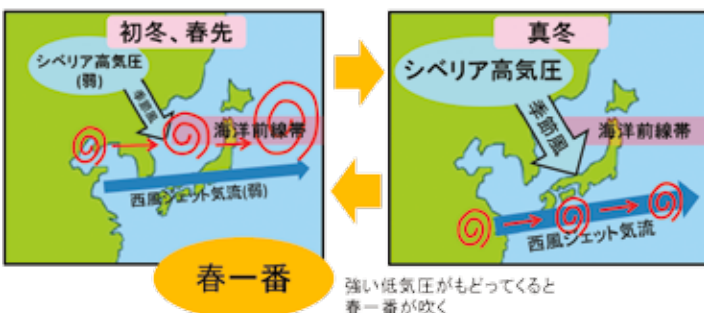 初冬、春先
シベリア高気圧
(弱)
季節風
海洋前線帯
西風ジェット気流(弱)
真冬
シベリア高気圧
季節風
海洋前線帯
西風ジェット気流
春一番
強い低気圧がもどってくると
春一番が吹く